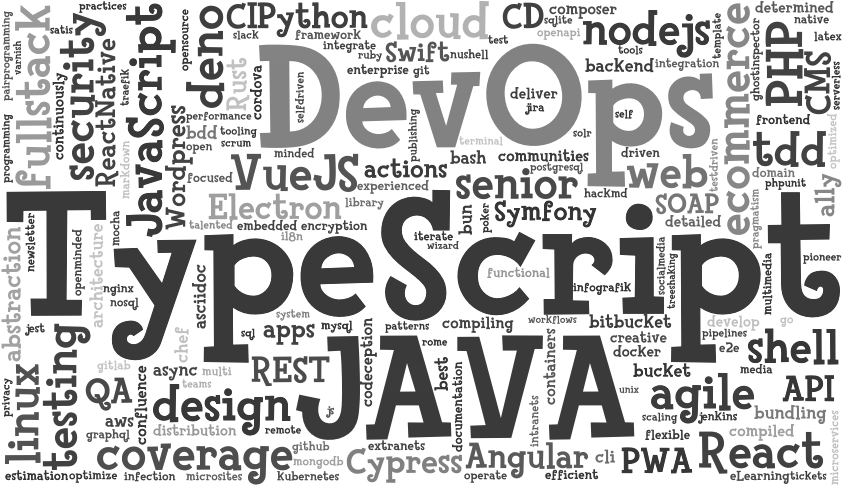 practices
satis
pairprogramming
varnish
fullstack
continuously
security
ReactNative
traefik
JavaScript
opensource
deno
CI
Python
slack
framework
integrate
cloud
ruby
Swift
nushell
test
enterprise
git
CD
sqlite
composer
openapi
nodejs
tools
backend
integration
template
ecommerce
determined
native
latex
ghostinspector
PHP
CMS
serverless
programming
Rust
cordova
selfdriven
DevOps
deliver
jira
self
publishing
terminal
solr
frontend
tdd
optimized
performance
bdd
tooling
open
scrum
minded
Wordpress
markdown
focused
VueJS
actions
experienced
bash
communities
postgresql
driven
senior
web
hackmd
testdriven
domain
phpunit
a11y
pragmatism
talented
Electron
library
embedded
encryption
i18n
iterate
wizard
bun
poker
Symfony
SOAP
detailed
TypeScript
newsletter
openminded
architecture
mocha
abstraction
nginx
nosql
asciidoc
functional
infografik
socialmedia
treeshaking
multimedia
pioneer
jest
system
sql
apps
mysql
patterns
compiling
workflows
bitbucket
develop
go
pipelines
creative
docker
e2e
shell
testing
chef
gitlab
async
multi
teams
REST
codeception
rome
JAVA
best
documentation
containers
unix
bucket
media
API
privacy
linux
QA
aws
graphql
confluence
design
distribution
remote
qs
intranets
agile
scaling
jenkins
bundling
flexible
compiled
microservices
coverage
github
mongodb
extranets
Cypress
Angular
cli
PWA
React
estimation
optimize
infection
microsites
kubernetes
operate
efficient
eLearning
tickets